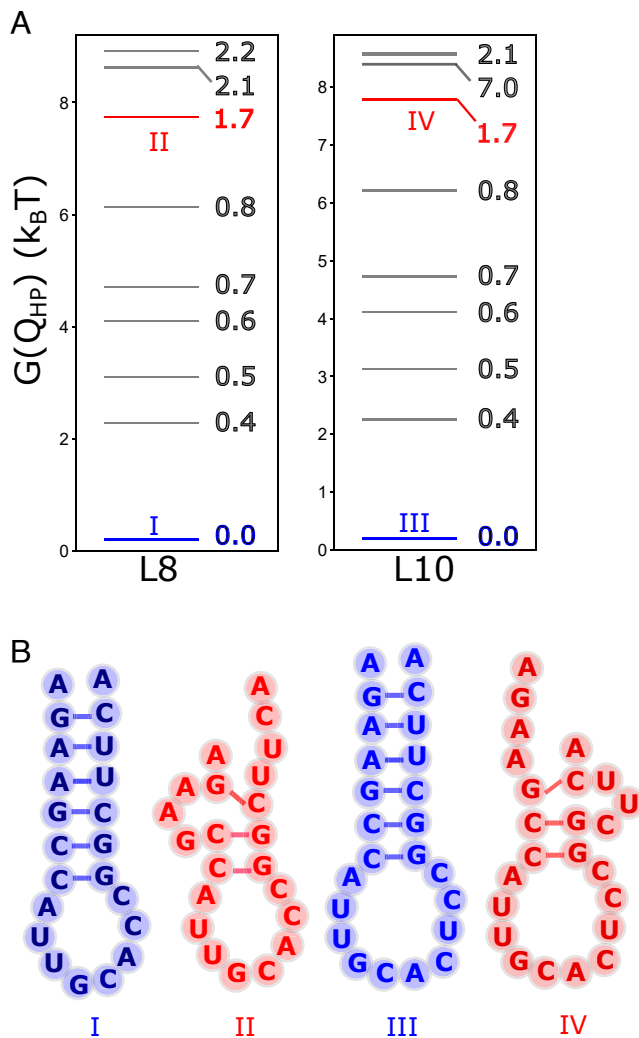 A
G(Q_HP) (k_BT)
8
6
4
2
0
2.2
2.1
1.7
II
0.8
0.7
0.6
0.5
0.4
I
0.0
L8
8
7
6
5
4
3
2
1
0
2.1
7.0
IV
1.7
0.8
0.7
0.6
0.5
0.4
III
0.0
L10
B
A G A A G C C A U U G C A C C G G C U U C A
I
A G A A G C C A U U G C A C C G G C U U C A
II
A G A A G C C A U U G C A C U C C G G C U U C A
III
A G A A G C C A U U G C A C U C C G G C U U C A
IV